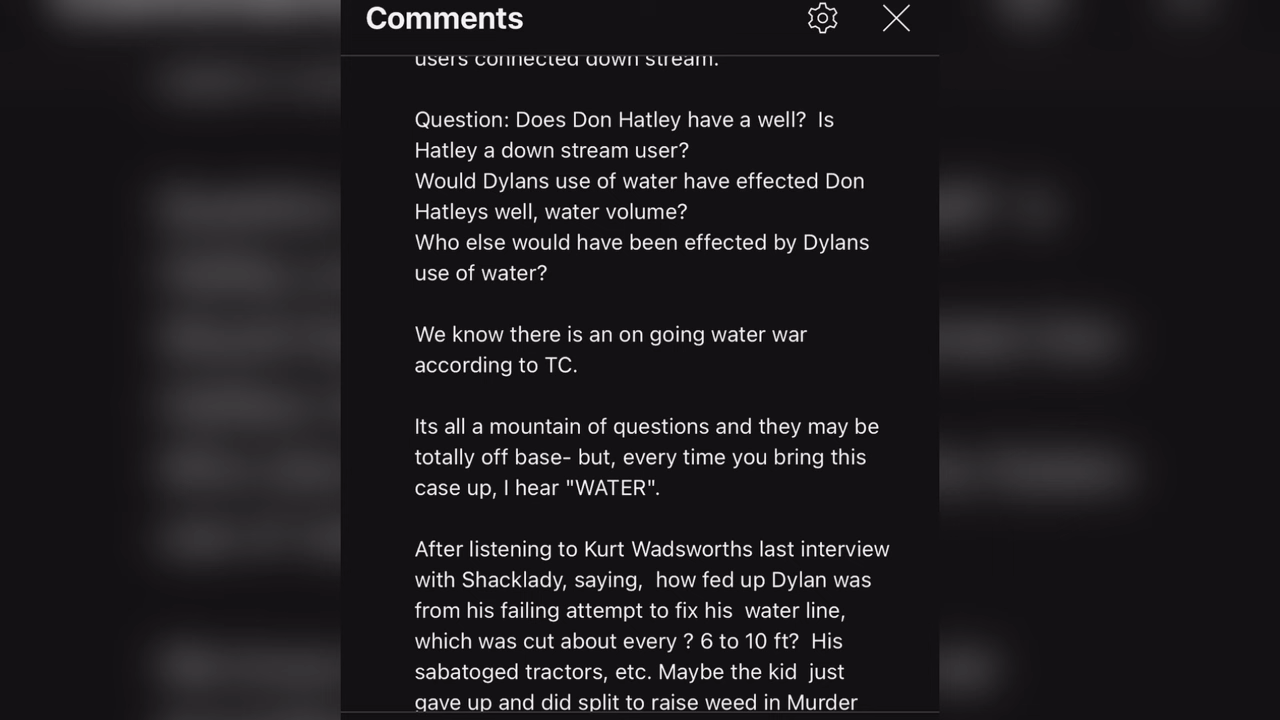 Comments
users connected down stream.
Question: Does Don Hatley have a well?  Is
Hatley a down stream user?
Would Dylans use of water have effected Don
Hatleys well, water volume?
Who else would have been effected by Dylans
use of water?
We know there is an on going water war
according to TC.
Its all a mountain of questions and they may be
totally off base- but, every time you bring this
case up, I hear "WATER".
After listening to Kurt Wadsworths last interview
with Shacklady, saying,  how fed up Dylan was
from his failing attempt to fix his  water line,
which was cut about every ? 6 to 10 ft?  His
sabatoged tractors, etc. Maybe the kid  just
gave up and did split to raise weed in Murder